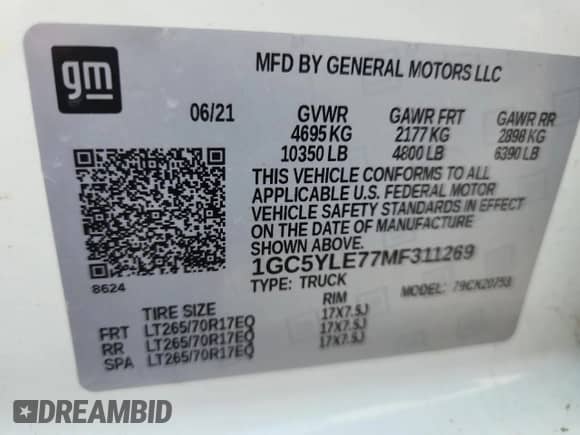 gm
MFD BY GENERAL MOTORS LLC
06/21 GVWR GAWR FRT GAWR RR
4695 KG 2177 KG 2898 KG
10350 LB 4800 LB 6390 LB
THIS VEHICLE CONFORMS TO ALL
APPLICABLE U.S. FEDERAL MOTOR
VEHICLE SAFETY STANDARDS IN EFFECT
ON THE DATE OF MANUFACTURE
SHOWN ABOVE.
1GC5YLE77MF311269
8624
TYPE: TRUCK MODEL:
TIRE SIZE RIM
FRT LT265/70R17EQ 17X7.5J
RR LT265/70R17EQ 17X7.5J
SPA LT265/70R17EQ 17X7.5J
DREAMBID